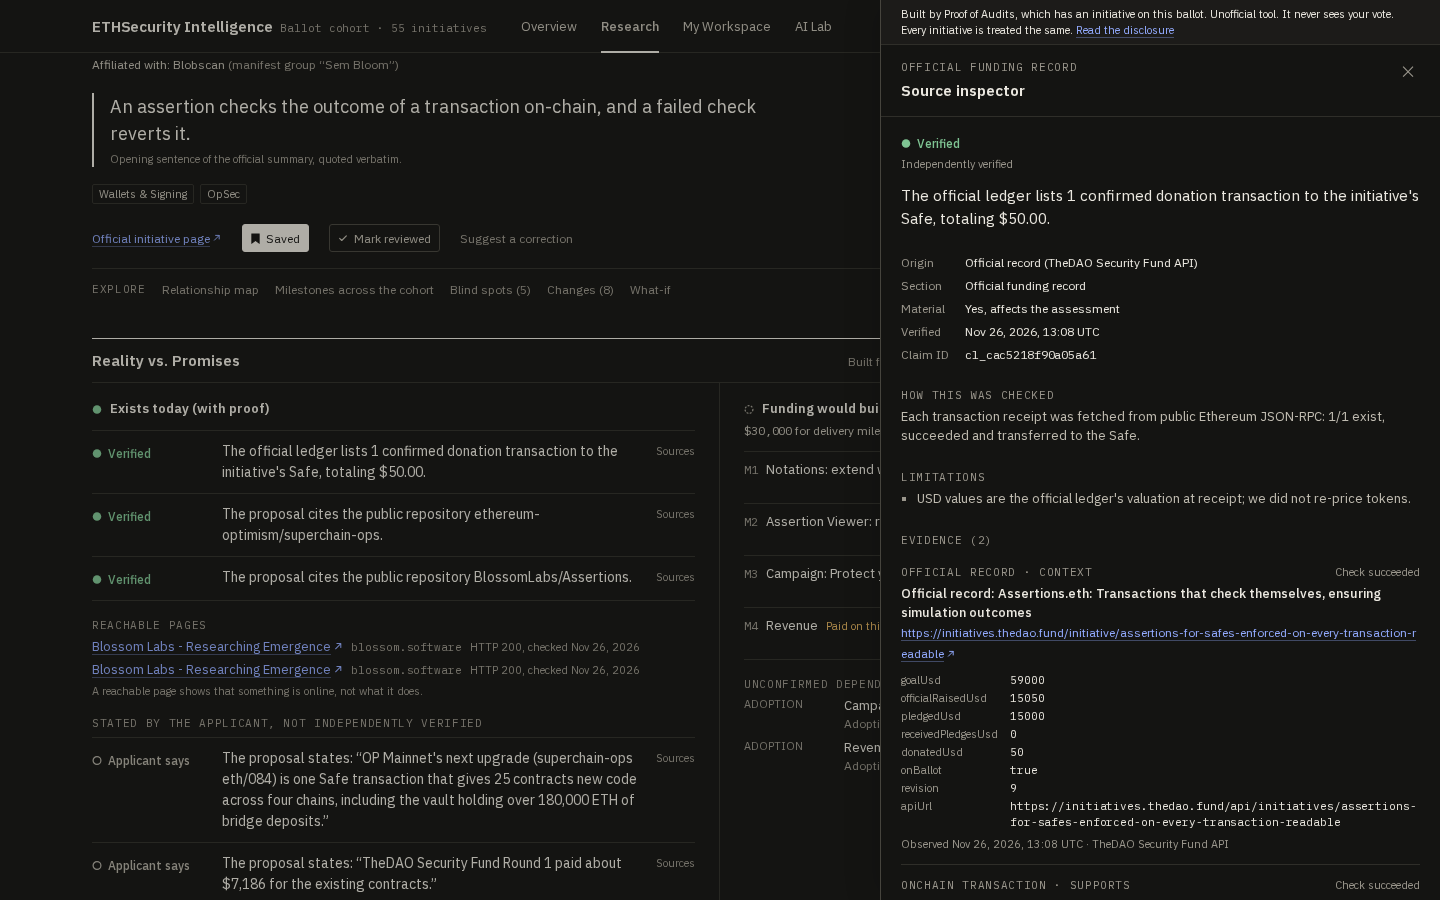 ETHSecurity Intelligence Ballot cohort · 55 initiatives
Overview Research My Workspace AI Lab
Affiliated with: Blobscan (manifest group "Sem Bloom")
An assertion checks the outcome of a transaction on-chain, and a failed check
reverts it.
Opening sentence of the official summary, quoted verbatim.
Wallets & Signing OpSec
Official initiative page ↗ Saved ✓ Mark reviewed Suggest a correction
EXPLORE Relationship map Milestones across the cohort Blind spots (5) Changes (8) What-if
Reality vs. Promises
Built f
Exists today (with proof)
Verified The official ledger lists 1 confirmed donation transaction to the Sources
initiative's Safe, totaling $50.00.
Verified The proposal cites the public repository ethereum- Sources
optimism/superchain-ops.
Verified The proposal cites the public repository BlossomLabs/Assertions. Sources
REACHABLE PAGES
Blossom Labs - Researching Emergence ↗ blossom.software HTTP 200, checked Nov 26, 2026
Blossom Labs - Researching Emergence ↗ blossom.software HTTP 200, checked Nov 26, 2026
A reachable page shows that something is online, not what it does.
STATED BY THE APPLICANT, NOT INDEPENDENTLY VERIFIED
Applicant says The proposal states: “OP Mainnet's next upgrade (superchain-ops Sources
eth/084) is one Safe transaction that gives 25 contracts new code
across four chains, including the vault holding over 180,000 ETH of
bridge deposits.”
Applicant says The proposal states: “TheDAO Security Fund Round 1 paid about Sources
$7,186 for the existing contracts.”
Funding would bui
$30,000 for delivery mile
M1 Notations: extend v
M2 Assertion Viewer: r
M3 Campaign: Protect y
M4 Revenue Paid on thi
UNCONFIRMED DEPEND
ADOPTION Campa
Adopti
ADOPTION Reven
Adopti
Built by Proof of Audits, which has an initiative on this ballot. Unofficial tool. It never sees your vote.
Every initiative is treated the same. Read the disclosure
OFFICIAL FUNDING RECORD
Source inspector
Verified
Independently verified
The official ledger lists 1 confirmed donation transaction to the initiative's
Safe, totaling $50.00.
Origin Official record (TheDAO Security Fund API)
Section Official funding record
Material Yes, affects the assessment
Verified Nov 26, 2026, 13:08 UTC
Claim ID cl_cac5218f90a05a61
HOW THIS WAS CHECKED
Each transaction receipt was fetched from public Ethereum JSON-RPC: 1/1 exist,
succeeded and transferred to the Safe.
LIMITATIONS
▪ USD values are the official ledger's valuation at receipt; we did not re-price tokens.
EVIDENCE (2)
OFFICIAL RECORD · CONTEXT Check succeeded
Official record: Assertions.eth: Transactions that check themselves, ensuring
simulation outcomes
https://initiatives.thedao.fund/initiative/assertions-for-safes-enforced-on-every-transaction-r
eadable ↗
goalUsd 59000
officialRaisedUsd 15050
pledgedUsd 15000
receivedPledgesUsd 0
donatedUsd 50
onBallot true
revision 9
apiUrl https://initiatives.thedao.fund/api/initiatives/assertions-
for-safes-enforced-on-every-transaction-readable
Observed Nov 26, 2026, 13:08 UTC · TheDAO Security Fund API
ONCHAIN TRANSACTION · SUPPORTS Check succeeded